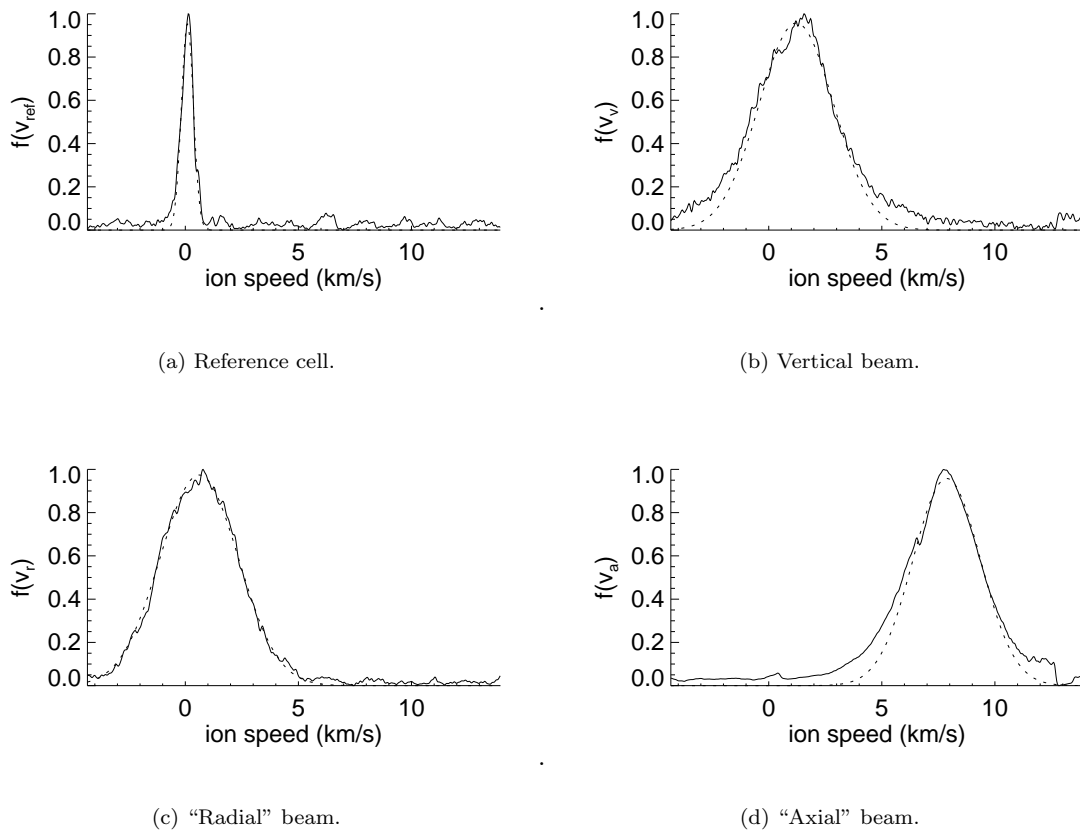 1.0
0.8
0.6
0.4
0.2
0.0
f(v_ref)
0 5 10
ion speed (km/s)
.
(a) Reference cell.
1.0
0.8
0.6
0.4
0.2
0.0
f(v_v)
0 5 10
ion speed (km/s)
(b) Vertical beam.
1.0
0.8
0.6
0.4
0.2
0.0
f(v_r)
0 5 10
ion speed (km/s)
.
(c) “Radial” beam.
1.0
0.8
0.6
0.4
0.2
0.0
f(v_a)
0 5 10
ion speed (km/s)
(d) “Axial” beam.